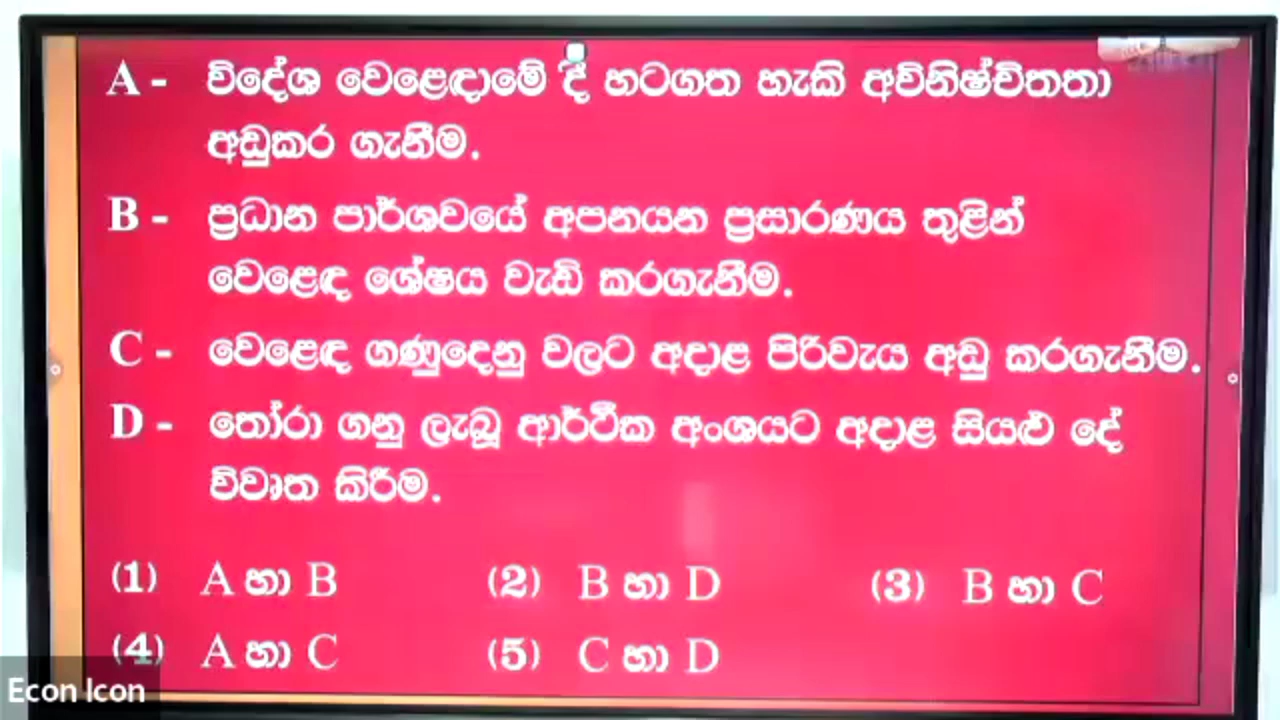 A - විදේශ වෙළෙඳාමේ දී හටගත හැකි අවිනිෂ්චිතතා
අඩුකර ගැනීම.
B - ප්‍රධාන පාර්ශවයේ අපනයන ප්‍රසාරණය තුළින්
වෙළෙඳ ශේෂය වැඩි කරගැනීම.
C - වෙළෙඳ ගණුදෙනු වලට අදාළ පිරිවැය අඩු කරගැනීම.
D - තෝරා ගනු ලැබූ ආර්ථික අංශයට අදාළ සියළු දේ
විවෘත කිරීම.
(1) A හා B (2) B හා D (3) B හා C
(4) A හා C (5) C හා D
Econ Icon